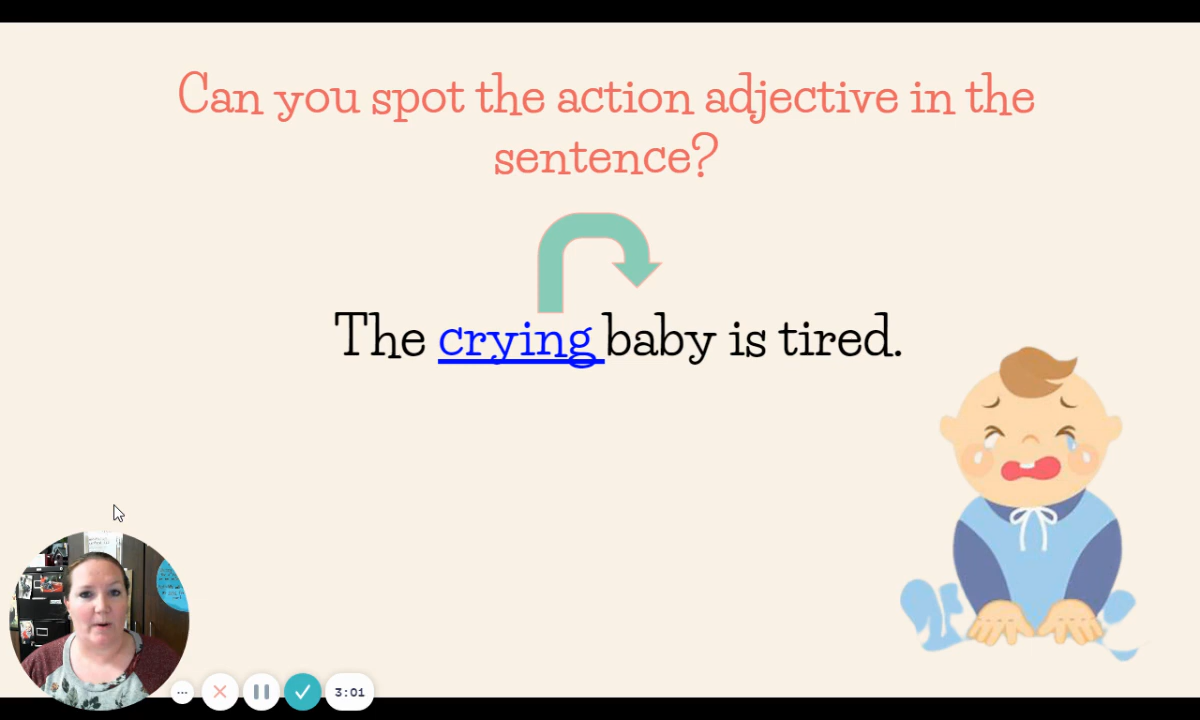 Can you spot the action adjective in the
sentence?
The crying baby is tired.
3:01